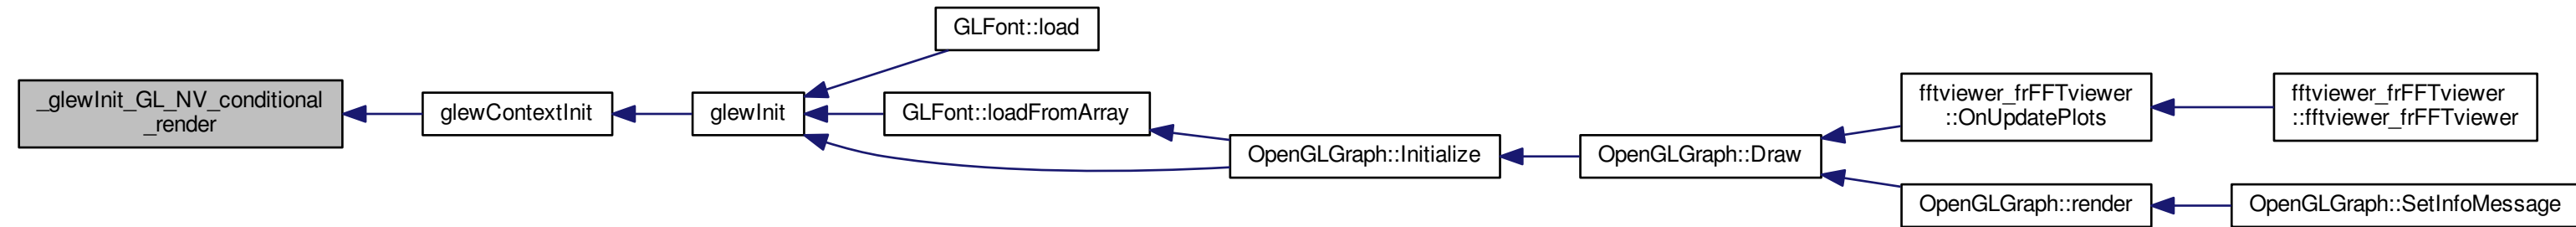 _glewInit_GL_NV_conditional
_render
glewContextInit
glewInit
GLFont::load
GLFont::loadFromArray
OpenGLGraph::Initialize
OpenGLGraph::Draw
fftviewer_frFFTviewer
::OnUpdatePlots
fftviewer_frFFTviewer
::fftviewer_frFFTviewer
OpenGLGraph::render
OpenGLGraph::SetInfoMessage